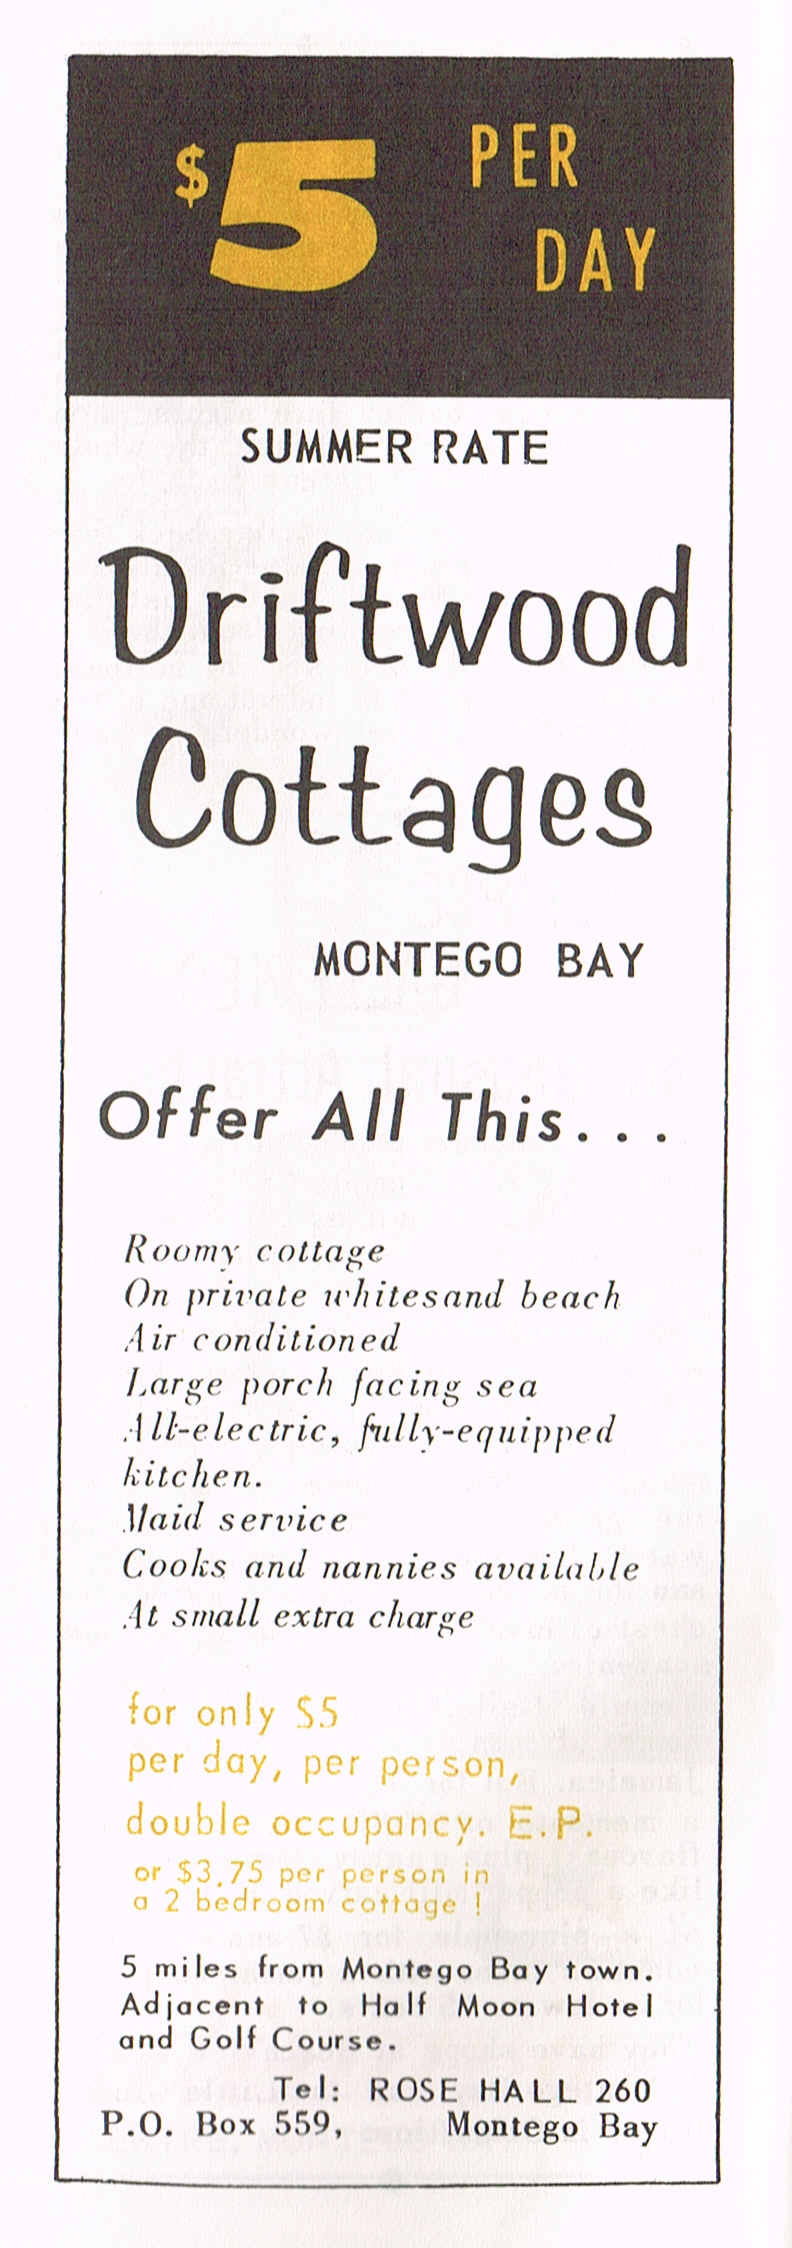 $5 PER
DAY
SUMMER RATE
Driftwood
Cottages
MONTEGO BAY
Offer All This...
Roomy cottage
On private whitesand beach
Air conditioned
Large porch facing sea
All-electric, fully-equipped
kitchen.
Maid service
Cooks and nannies available
At small extra charge
for only $5
per day, per person,
double occupancy. E.P.
or $3.75 per person in
a 2 bedroom cottage !
5 miles from Montego Bay town.
Adjacent to Half Moon Hotel
and Golf Course.
Tel: ROSE HALL 260
P.O. Box 559, Montego Bay